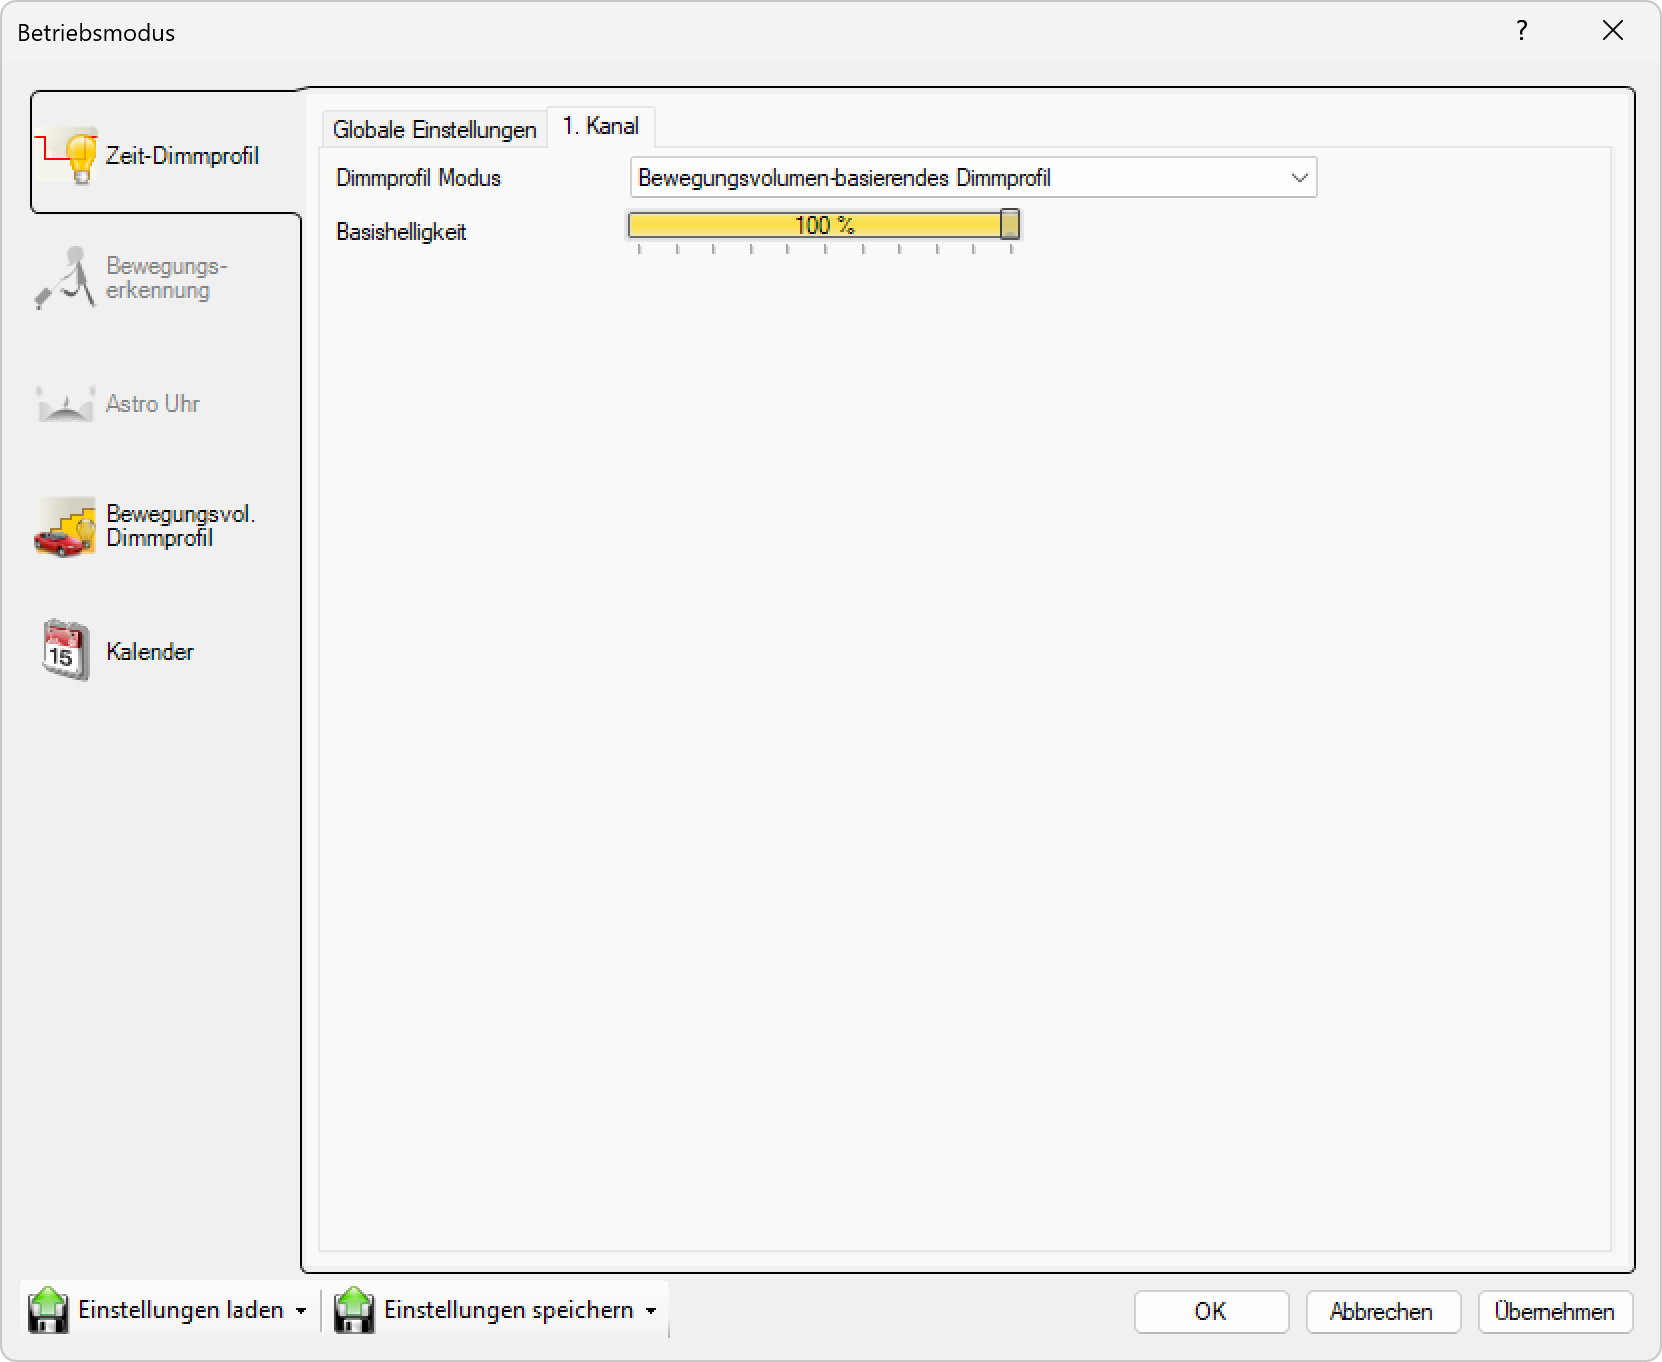 Betriebsmodus
?
Zeit-Dimmprofil
Bewegungs-
erkennung
Astro Uhr
Bewegungsvol.
Dimmprofil
15
Kalender
Globale Einstellungen
1. Kanal
Dimmprofil Modus
Bewegungsvolumen-basierendes Dimmprofil
Basishelligkeit
100 %
Einstellungen laden
Einstellungen speichern
OK
Abbrechen
Übernehmen